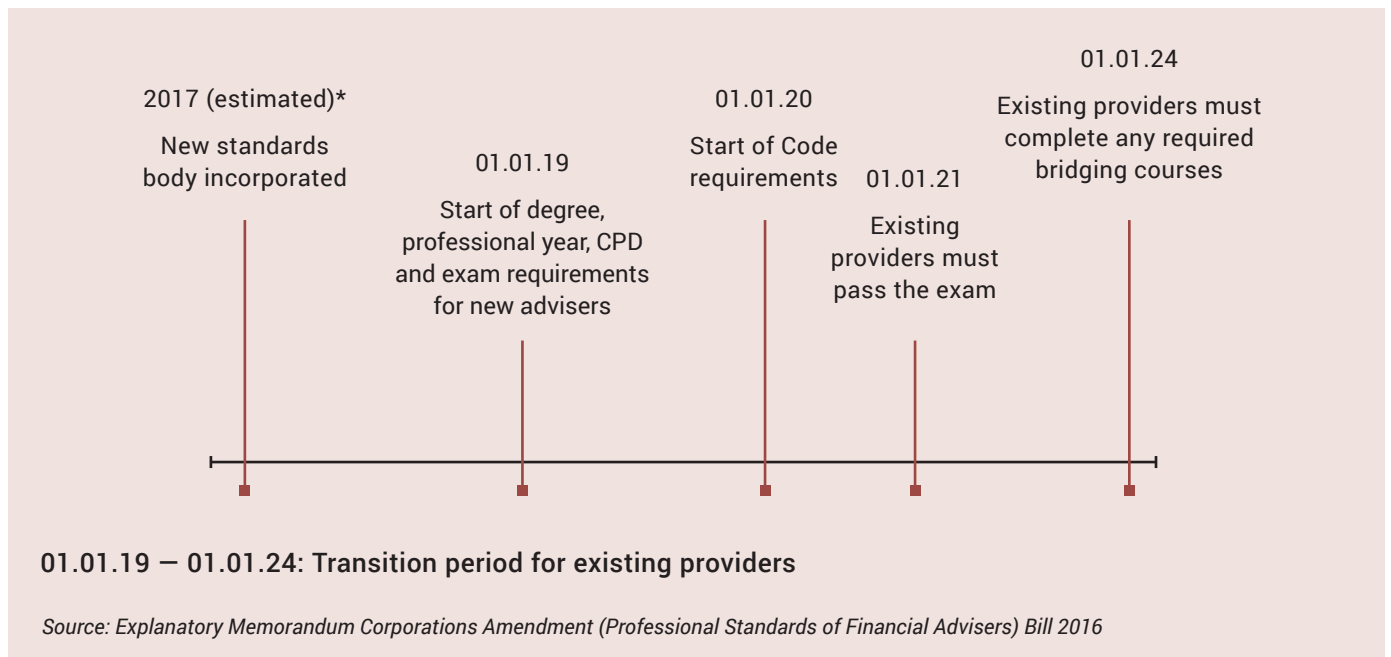 2017 (estimated)*
New standards
body incorporated
01.01.19
Start of degree,
professional year, CPD
and exam requirements
for new advisers
01.01.20
Start of Code
requirements
01.01.21
Existing
providers must
pass the exam
01.01.24
Existing providers must
complete any required
bridging courses
01.01.19 — 01.01.24: Transition period for existing providers
Source: Explanatory Memorandum Corporations Amendment (Professional Standards of Financial Advisers) Bill 2016